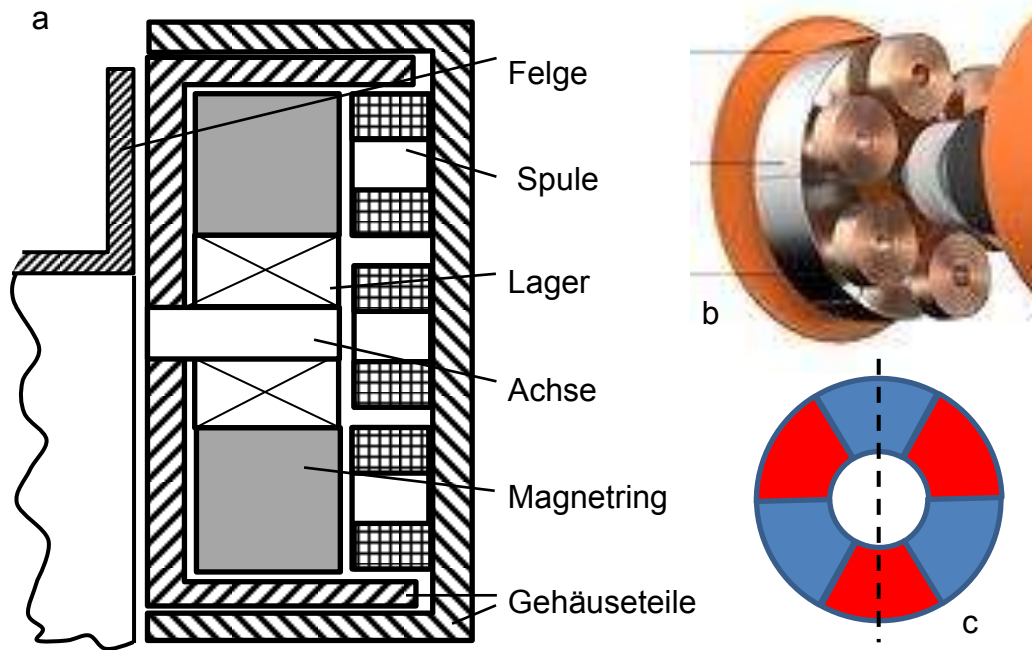 a
Felge
Spule
Lager
Achse
Magnetring
Gehäuseteile
b
c